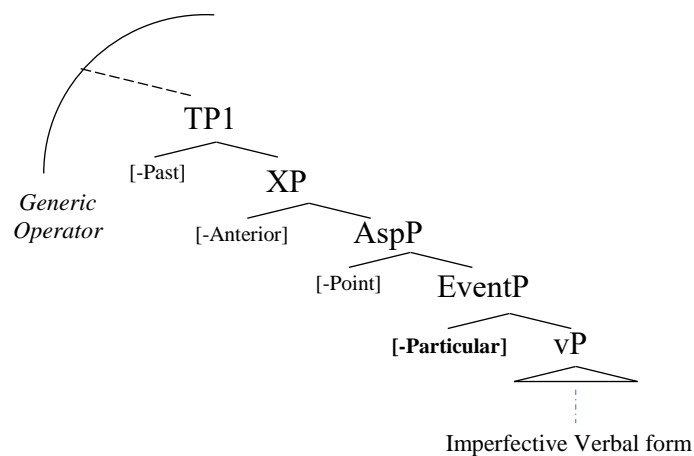 TP1
[-Past]
XP
Generic
Operator
[-Anterior]
AspP
[-Point]
EventP
[-Particular]
vP
Imperfective Verbal form